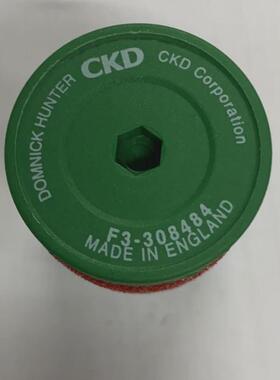 DOMNICK HUNTER
CKD
CKD Corporation
F3-308484
MADE IN ENGLAND